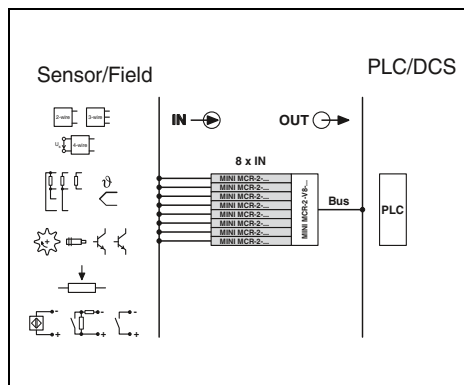 Sensor/Field
PLC/DCS
2-wire
3-wire
4-wire
IN
OUT
8 x IN
MINI MCR-2-...
MINI MCR-2-...
MINI MCR-2-...
MINI MCR-2-...
MINI MCR-2-...
MINI MCR-2-...
MINI MCR-2-...
MINI MCR-2-...
MINI MCR-2-V8-...
Bus
PLC
ϑ
-
+
-
+
-
+